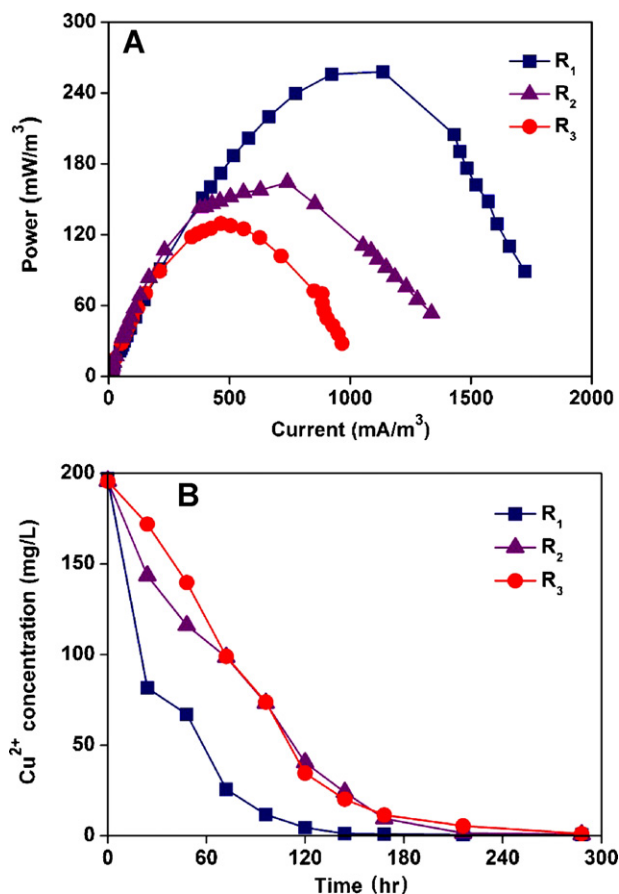 A
R1
R2
R3
300
240
180
120
60
0
Power (mW/m³)
0 500 1000 1500 2000
Current (mA/m³)
B
R1
R2
R3
200
150
100
50
0
Cu²⁺ concentration (mg/L)
0 60 120 180 240 300
Time (hr)